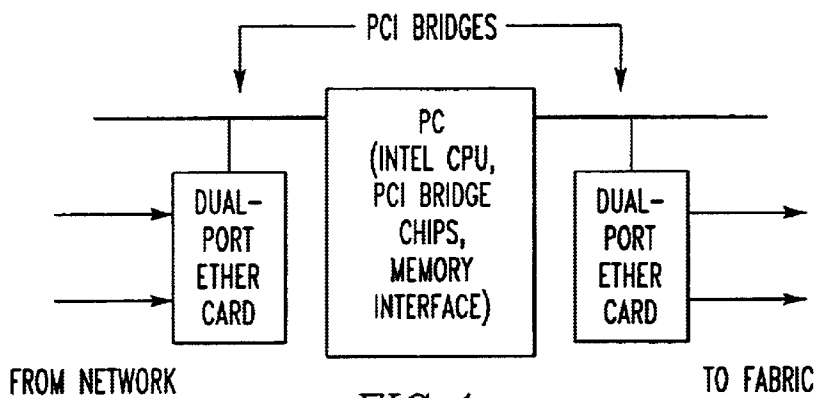 PCI BRIDGES
PC
(INTEL CPU,
PCI BRIDGE
CHIPS,
MEMORY
INTERFACE)
DUAL-
PORT
ETHER
CARD
DUAL-
PORT
ETHER
CARD
FROM NETWORK
TO FABRIC